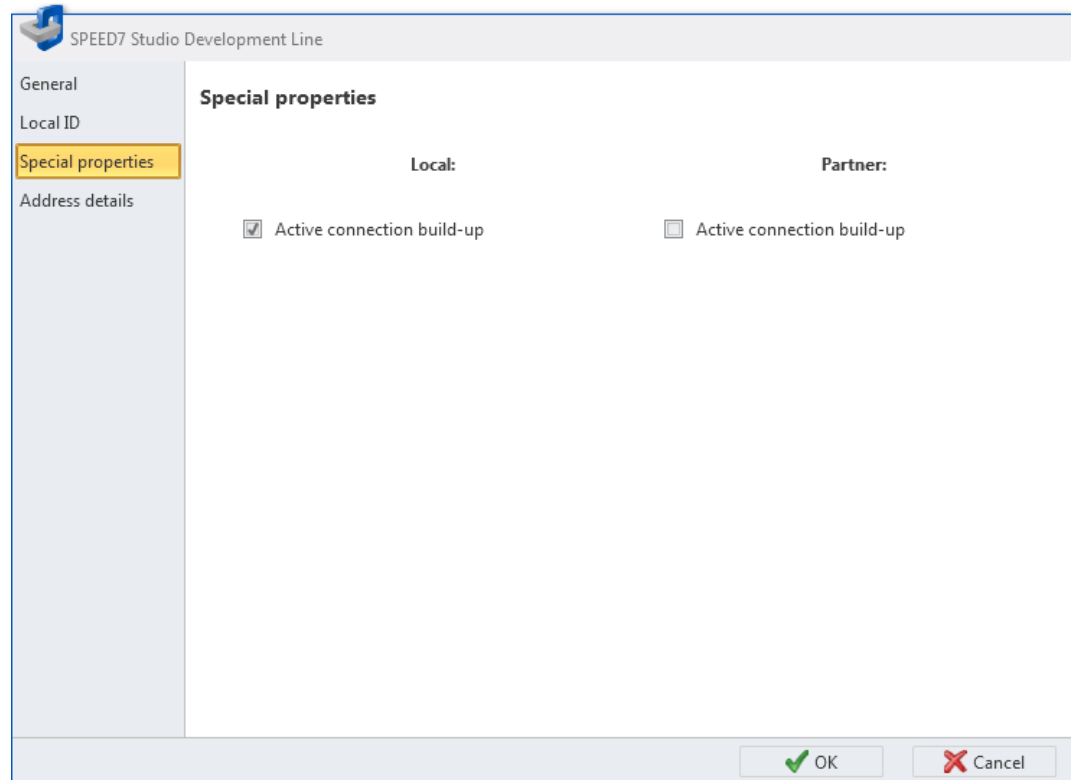 SPEED7 Studio Development Line
General
Local ID
Special properties
Address details
Special properties
Local:
Partner:
Active connection build-up
Active connection build-up
OK
Cancel